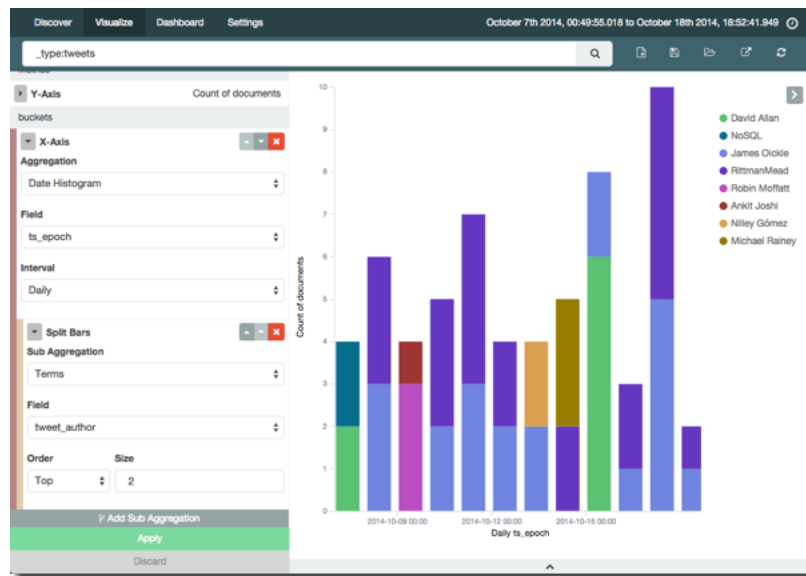 Discover Visualize Dashboard Settings October 7th 2014, 00:49:55.018 to October 18th 2014, 18:52:41.949
_type:tweets
metric
Y-Axis Count of documents
buckets
X-Axis
Aggregation
Date Histogram
Field
ts_epoch
Interval
Daily
Split Bars
Sub Aggregation
Terms
Field
tweet_author
Order Size
Top 2
Add Sub Aggregation
Apply
Discard
Count of documents
10
9
8
7
6
5
4
3
2
1
0
2014-10-09 00:00 2014-10-12 00:00 2014-10-15 00:00
Daily ts_epoch
David Allan
NoSQL
James Oickle
RittmanMead
Robin Moffatt
Ankit Joshi
Nilley Gómez
Michael Rainey